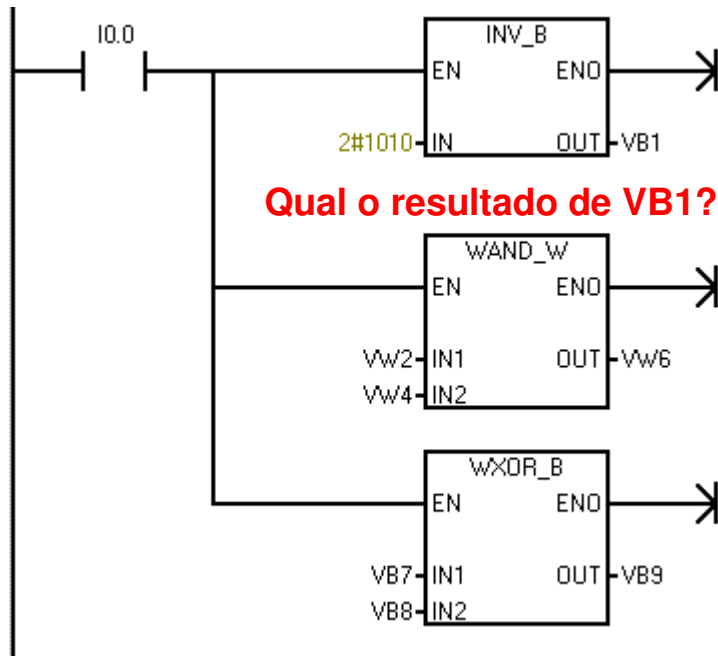 I0.0
INV_B
EN ENO
2#1010 IN OUT VB1
Qual o resultado de VB1?
WAND_W
EN ENO
VW2 IN1 OUT VW6
VW4 IN2
WXOR_B
EN ENO
VB7 IN1 OUT VB9
VB8 IN2